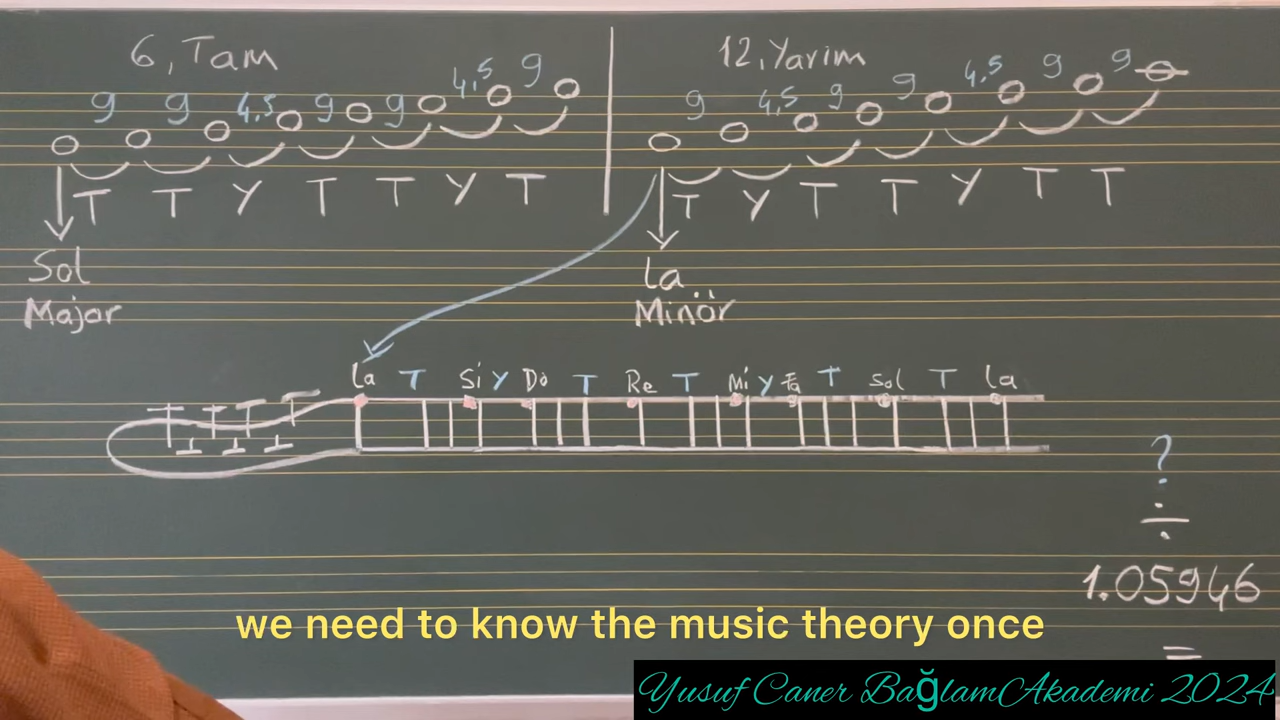 6, Tam
9 9 4,5 9 9 4,5 9
T T Y T T Y T
Sol
Major
12, Yarım
9 4,5 9 9 4,5 9 9
T Y T T Y T T
La
Minör
La T Si Y Do T Re T Mi Y Fa T Sol T La
?
÷
1.05946
=
we need to know the music theory once
Yusuf Caner BağlamAkademi 2024